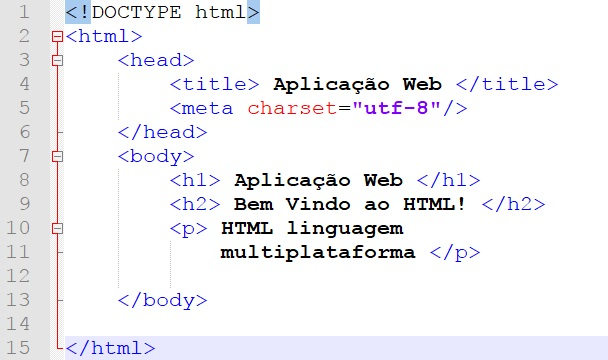 1 <!DOCTYPE html>
2 <html>
3 <head>
4 <title> Aplicação Web </title>
5 <meta charset="utf-8"/>
6 </head>
7 <body>
8 <h1> Aplicação Web </h1>
9 <h2> Bem Vindo ao HTML! </h2>
10 <p> HTML linguagem
11 multiplataforma </p>
12
13 </body>
14
15 </html>